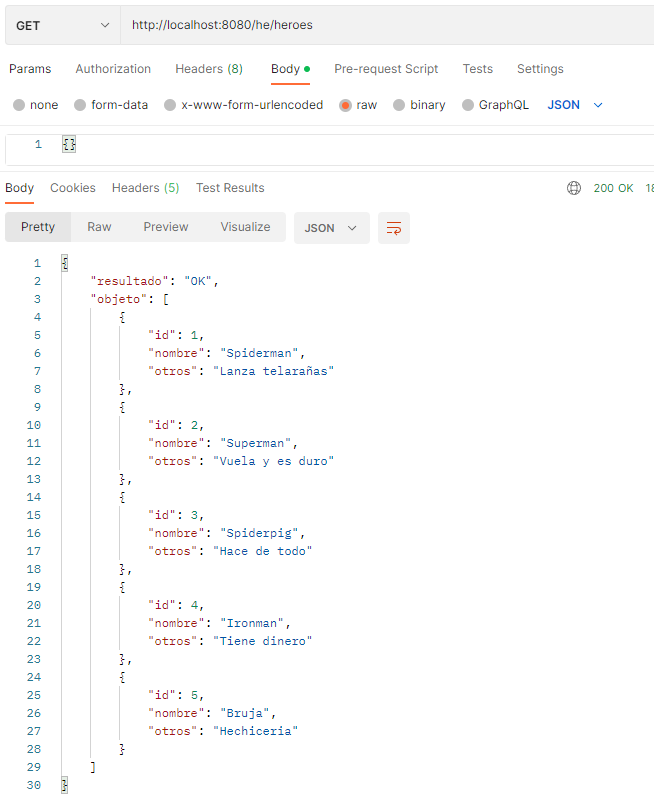 GET http://localhost:8080/he/heroes
Params Authorization Headers (8) Body Pre-request Script Tests Settings
none form-data x-www-form-urlencoded raw binary GraphQL JSON
1 {}
Body Cookies Headers (5) Test Results 200 OK
Pretty Raw Preview Visualize JSON
1 {
2 "resultado": "OK",
3 "objeto": [
4 {
5 "id": 1,
6 "nombre": "Spiderman",
7 "otros": "Lanza telarañas"
8 },
9 {
10 "id": 2,
11 "nombre": "Superman",
12 "otros": "Vuela y es duro"
13 },
14 {
15 "id": 3,
16 "nombre": "Spiderpig",
17 "otros": "Hace de todo"
18 },
19 {
20 "id": 4,
21 "nombre": "Ironman",
22 "otros": "Tiene dinero"
23 },
24 {
25 "id": 5,
26 "nombre": "Bruja",
27 "otros": "Hechiceria"
28 }
29 ]
30 }